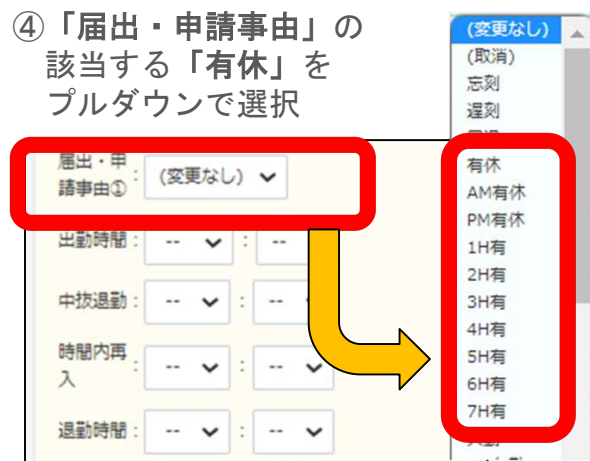 ④「届出・申請事由」の
該当する「有休」を
プルダウンで選択
届出・申
請事由①
:
(変更なし)
出勤時間 : -- : --
中抜退勤 : -- : --
時間内再
入
: -- : --
退勤時間 : -- : --
(変更なし)
(取消)
忘刻
遅刻
有休
AM有休
PM有休
1H有
2H有
3H有
4H有
5H有
6H有
7H有